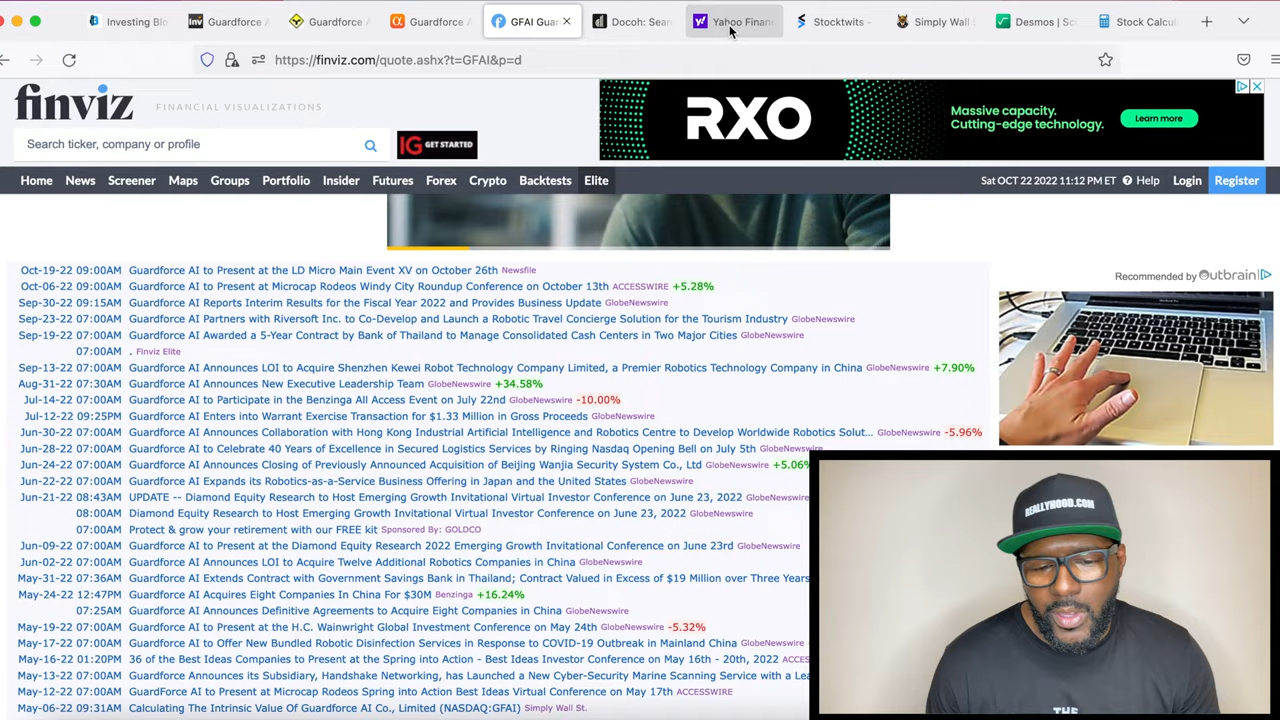 Investing Blo
Guardforce
Guardforce A
Guardforce A
GFAI Guar
Docoh: Sear
Yahoo Finan
Stocktwits -
Simply Wall
Desmos | Sc
Stock Calcul
https://finviz.com/quote.ashx?t=GFAI&p=d
finviz FINANCIAL VISUALIZATIONS
RXO
Massive capacity.
Cutting-edge technology.
Learn more
Search ticker, company or profile
IG GET STARTED
Home News Screener Maps Groups Portfolio Insider Futures Forex Crypto Backtests Elite Sat OCT 22 2022 11:12 PM ET Help Login Register
Recommended by Outbrain
Oct-19-22 09:00AM Guardforce AI to Present at the LD Micro Main Event XV on October 26th Newsfile
Oct-06-22 09:00AM Guardforce AI to Present at Microcap Rodeos Windy City Roundup Conference on October 13th ACCESSWIRE +5.28%
Sep-30-22 09:15AM Guardforce AI Reports Interim Results for the Fiscal Year 2022 and Provides Business Update GlobeNewswire
Sep-23-22 07:00AM Guardforce AI Partners with Riversoft Inc. to Co-Develop and Launch a Robotic Travel Concierge Solution for the Tourism Industry GlobeNewswire
Sep-19-22 07:00AM Guardforce AI Awarded a 5-Year Contract by Bank of Thailand to Manage Consolidated Cash Centers in Two Major Cities GlobeNewswire
07:00AM . Finviz Elite
Sep-13-22 07:00AM Guardforce AI Announces LOI to Acquire Shenzhen Kewei Robot Technology Company Limited, a Premier Robotics Technology Company in China GlobeNewswire +7.90%
Aug-31-22 07:30AM Guardforce AI Announces New Executive Leadership Team GlobeNewswire +34.58%
Jul-14-22 07:00AM Guardforce AI to Participate in the Benzinga All Access Event on July 22nd GlobeNewswire -10.00%
Jul-12-22 09:25PM Guardforce AI Enters into Warrant Exercise Transaction for $1.33 Million in Gross Proceeds GlobeNewswire
Jun-30-22 07:00AM Guardforce AI Announces Collaboration with Hong Kong Industrial Artificial Intelligence and Robotics Centre to Develop Worldwide Robotics Solut... GlobeNewswire -5.96%
Jun-28-22 07:00AM Guardforce AI to Celebrate 40 Years of Excellence in Secured Logistics Services by Ringing Nasdaq Opening Bell on July 5th GlobeNewswire
Jun-24-22 07:00AM Guardforce AI Announces Closing of Previously Announced Acquisition of Beijing Wanjia Security System Co., Ltd GlobeNewswire +5.06%
Jun-22-22 07:00AM Guardforce AI Expands its Robotics-as-a-Service Business Offering in Japan and the United States GlobeNewswire
Jun-21-22 08:43AM UPDATE -- Diamond Equity Research to Host Emerging Growth Invitational Virtual Investor Conference on June 23, 2022 GlobeNewswire
08:00AM Diamond Equity Research to Host Emerging Growth Invitational Virtual Investor Conference on June 23, 2022 GlobeNewswire
07:00AM Protect & grow your retirement with our FREE kit Sponsored By: GOLDCO
Jun-09-22 07:00AM Guardforce AI to Present at the Diamond Equity Research 2022 Emerging Growth Invitational Conference on June 23rd GlobeNewswire
Jun-02-22 07:00AM Guardforce AI Announces LOI to Acquire Twelve Additional Robotics Companies in China GlobeNewswire
May-31-22 07:36AM Guardforce AI Extends Contract with Government Savings Bank in Thailand; Contract Valued in Excess of $19 Million over Three Years
May-24-22 12:47PM Guardforce AI Acquires Eight Companies In China For $30M Benzinga +16.24%
07:25AM Guardforce AI Announces Definitive Agreements to Acquire Eight Companies in China GlobeNewswire
May-19-22 07:00AM Guardforce AI to Present at the H.C. Wainwright Global Investment Conference on May 24th GlobeNewswire -5.32%
May-17-22 07:00AM Guardforce AI to Offer New Bundled Robotic Disinfection Services in Response to COVID-19 Outbreak in Mainland China GlobeNewswire
May-16-22 01:20PM 36 of the Best Ideas Companies to Present at the Spring into Action - Best Ideas Investor Conference on May 16th - 20th, 2022 ACCES
May-13-22 07:00AM Guardforce Announces its Subsidiary, Handshake Networking, has Launched a New Cyber-Security Marine Scanning Service with a Lea
May-12-22 07:00AM GuardForce AI to Present at Microcap Rodeos Spring into Action Best Ideas Virtual Conference on May 17th ACCESSWIRE
May-06-22 09:31AM Calculating The Intrinsic Value Of Guardforce AI Co., Limited (NASDAQ:GFAI) Simply Wall St.
REALLYHOOD.COM
THE